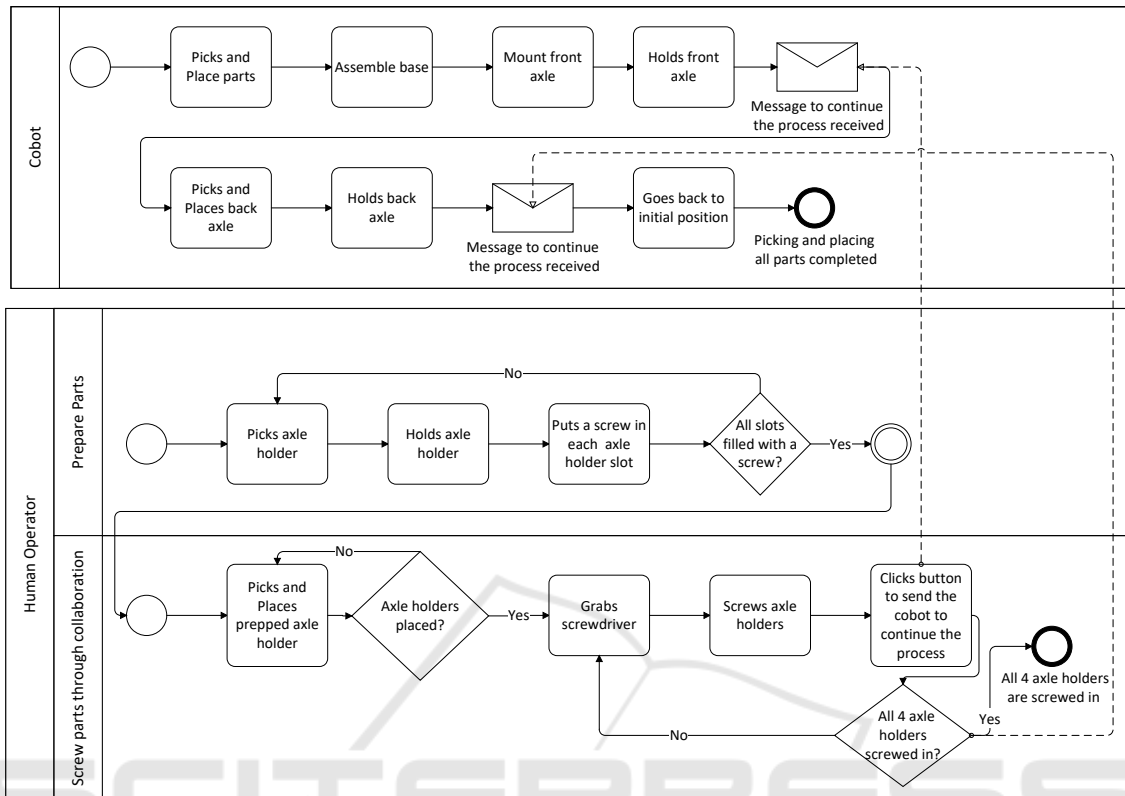 Cobot
Picks and
Place parts
Assemble base
Mount front
axle
Holds front
axle
Message to continue
the process received
Picks and
Places back
axle
Holds back
axle
Message to continue
the process received
Goes back to
initial position
Picking and placing
all parts completed
Human Operator
Prepare Parts
No
Picks axle
holder
Holds axle
holder
Puts a screw in
each axle
holder slot
All slots
filled with a
screw?
Yes
Screw parts through collaboration
No
Picks and
Places
prepped axle
holder
Axle holders
placed?
Yes
Grabs
screwdriver
Screws axle
holders
Clicks button
to send the
cobot to
continue the
process
All 4 axle holders
are screwed in
Yes
No
All 4 axle
holders
screwed in?
SCITEPRESS